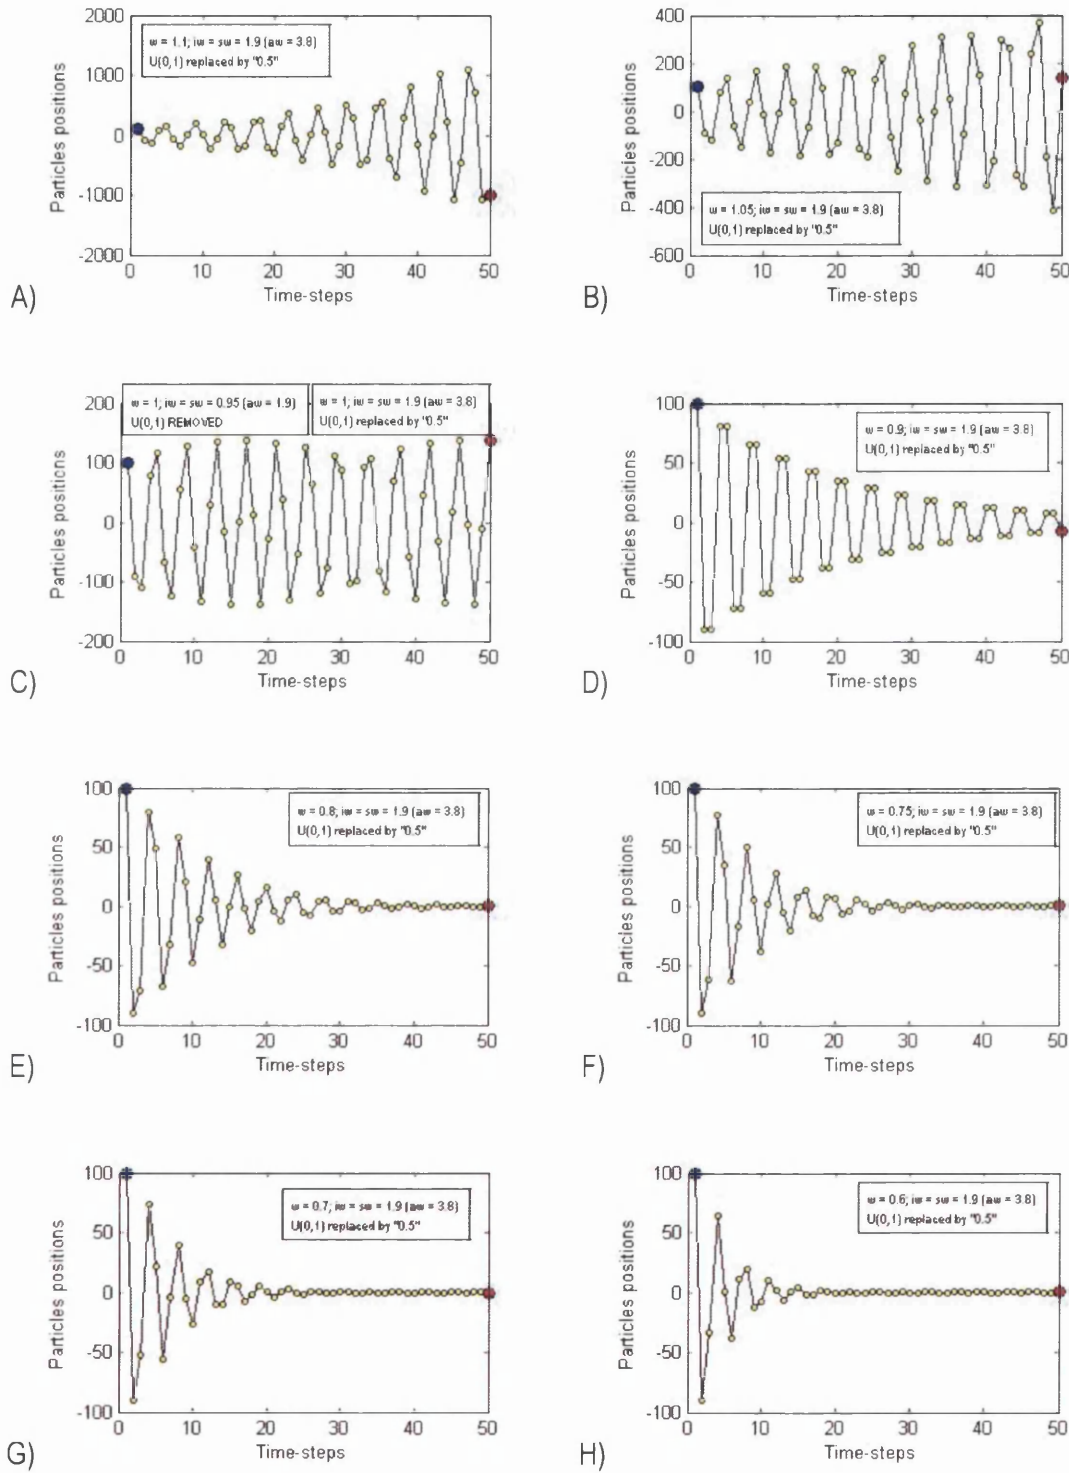 2000
1000
0
-1000
-2000
Particles positions
w = 1.1; iw = sw = 1.9 (aw = 3.8)
U(0,1) replaced by "0.5"
0 10 20 30 40 50
Time-steps
A)
400
200
0
-200
-400
-600
Particles positions
w = 1.05; iw = sw = 1.9 (aw = 3.8)
U(0,1) replaced by "0.5"
0 10 20 30 40 50
Time-steps
B)
200
100
0
-100
-200
Particles positions
w = 1; iw = sw = 0.95 (aw = 1.9)
U(0,1) REMOVED
w = 1; iw = sw = 1.9 (aw = 3.8)
U(0,1) replaced by "0.5"
0 10 20 30 40 50
Time-steps
C)
100
50
0
-50
-100
Particles positions
w = 0.9; iw = sw = 1.9 (aw = 3.8)
U(0,1) replaced by "0.5"
0 10 20 30 40 50
Time-steps
D)
100
50
0
-50
-100
Particles positions
w = 0.8; iw = sw = 1.9 (aw = 3.8)
U(0,1) replaced by "0.5"
0 10 20 30 40 50
Time-steps
E)
100
50
0
-50
-100
Particles positions
w = 0.75; iw = sw = 1.9 (aw = 3.8)
U(0,1) replaced by "0.5"
0 10 20 30 40 50
Time-steps
F)
100
50
0
-50
-100
Particles positions
w = 0.7; iw = sw = 1.9 (aw = 3.8)
U(0,1) replaced by "0.5"
0 10 20 30 40 50
Time-steps
G)
100
50
0
-50
-100
Particles positions
w = 0.6; iw = sw = 1.9 (aw = 3.8)
U(0,1) replaced by "0.5"
0 10 20 30 40 50
Time-steps
H)